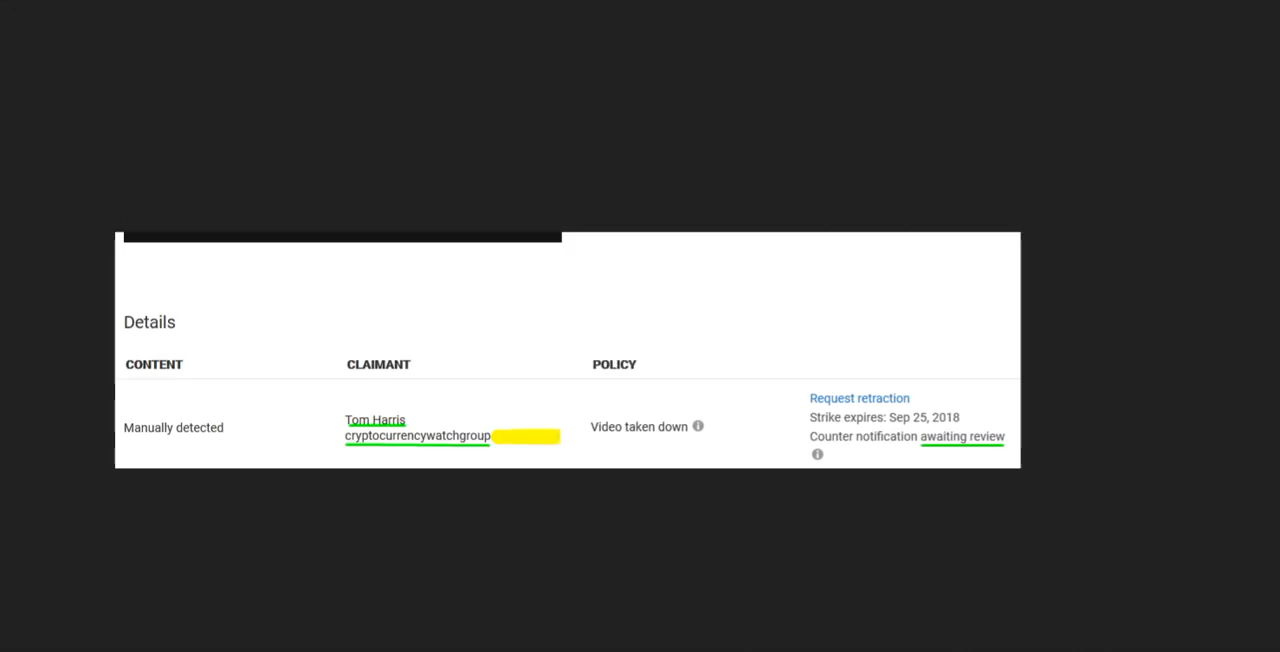 Details
CONTENT CLAIMANT POLICY
Manually detected
Tom Harris
cryptocurrencywatchgroup
Video taken down
Request retraction
Strike expires: Sep 25, 2018
Counter notification awaiting review